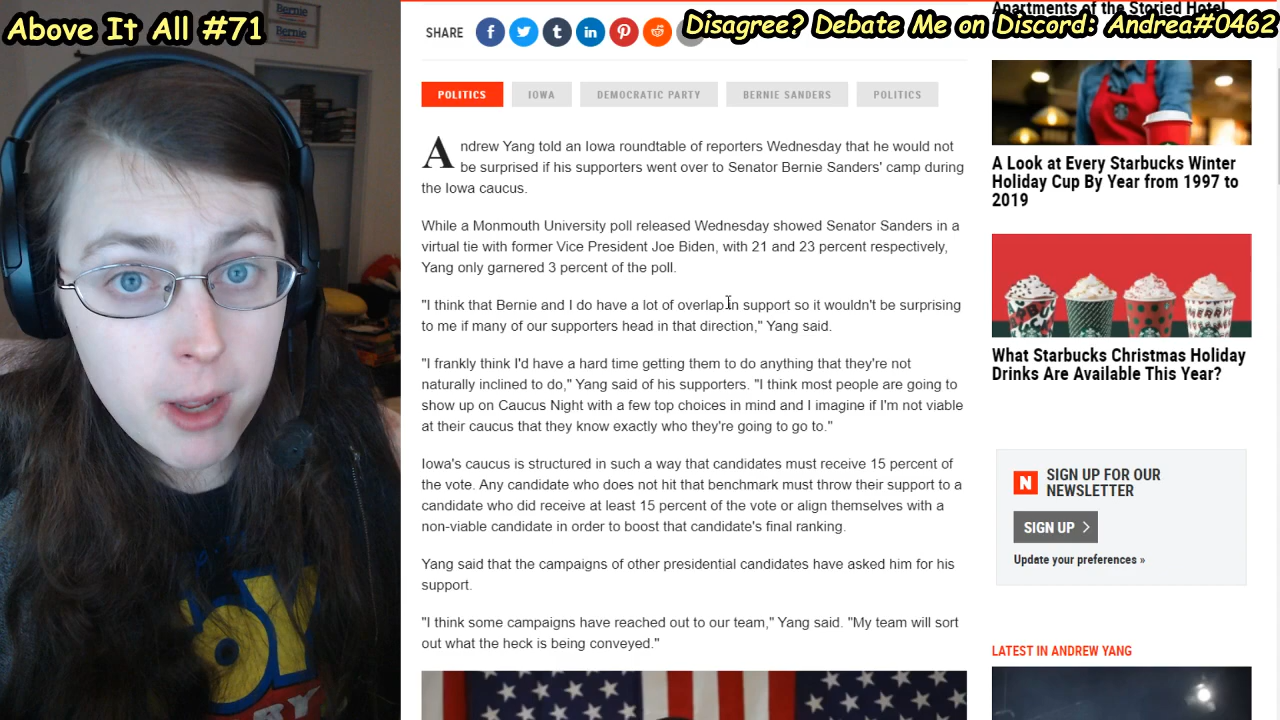 Above It All #71
Disagree? Debate Me on Discord: Andrea#0462
Bernie
Bernie
SHARE
POLITICS
IOWA
DEMOCRATIC PARTY
BERNIE SANDERS
POLITICS
Andrew Yang told an Iowa roundtable of reporters Wednesday that he would not
be surprised if his supporters went over to Senator Bernie Sanders' camp during
the Iowa caucus.
While a Monmouth University poll released Wednesday showed Senator Sanders in a
virtual tie with former Vice President Joe Biden, with 21 and 23 percent respectively,
Yang only garnered 3 percent of the poll.
"I think that Bernie and I do have a lot of overlap in support so it wouldn't be surprising
to me if many of our supporters head in that direction," Yang said.
"I frankly think I'd have a hard time getting them to do anything that they're not
naturally inclined to do," Yang said of his supporters. "I think most people are going to
show up on Caucus Night with a few top choices in mind and I imagine if I'm not viable
at their caucus that they know exactly who they're going to go to."
Iowa's caucus is structured in such a way that candidates must receive 15 percent of
the vote. Any candidate who does not hit that benchmark must throw their support to a
candidate who did receive at least 15 percent of the vote or align themselves with a
non-viable candidate in order to boost that candidate's final ranking.
Yang said that the campaigns of other presidential candidates have asked him for his
support.
"I think some campaigns have reached out to our team," Yang said. "My team will sort
out what the heck is being conveyed."
Apartments of the Storied Hotel
A Look at Every Starbucks Winter
Holiday Cup By Year from 1997 to
2019
What Starbucks Christmas Holiday
Drinks Are Available This Year?
N
SIGN UP FOR OUR
NEWSLETTER
SIGN UP
Update your preferences »
LATEST IN ANDREW YANG